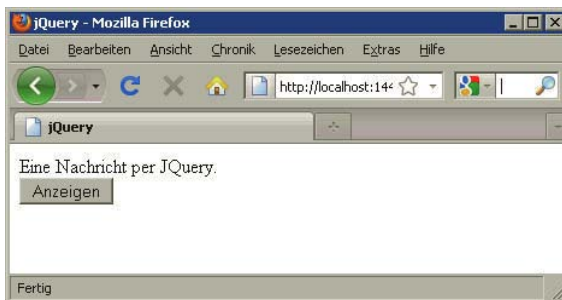 jQuery - Mozilla Firefox
Datei Bearbeiten Ansicht Chronik Lesezeichen Extras Hilfe
http://localhost:144
jQuery
Eine Nachricht per JQuery.
Anzeigen
Fertig